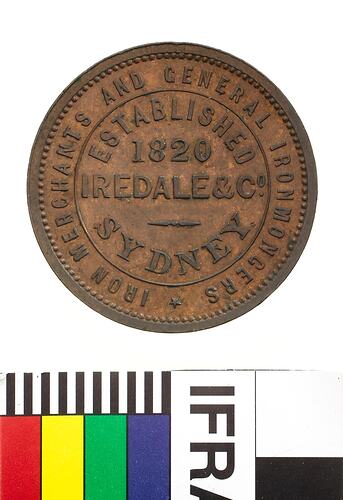 IRON MERCHANTS AND GENERAL IRONMONGERS
ESTABLISHED
1820
IREDALE & Co
SYDNEY
IFRA